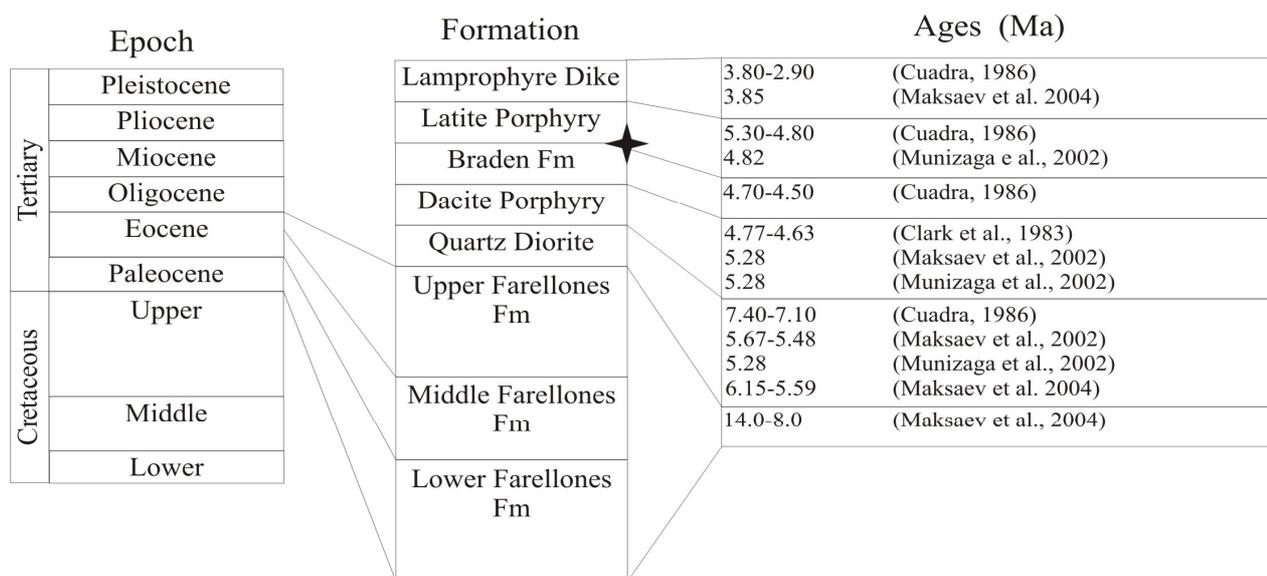 Epoch
Tertiary
Pleistocene
Pliocene
Miocene
Oligocene
Eocene
Paleocene
Cretaceous
Upper
Middle
Lower
Formation
Lamprophyre Dike
Latite Porphyry
Braden Fm
Dacite Porphyry
Quartz Diorite
Upper Farellones
Fm
Middle Farellones
Fm
Lower Farellones
Fm
Ages (Ma)
3.80-2.90 (Cuadra, 1986)
3.85 (Maksaev et al. 2004)
5.30-4.80 (Cuadra, 1986)
4.82 (Munizaga e al., 2002)
4.70-4.50 (Cuadra, 1986)
4.77-4.63 (Clark et al., 1983)
5.28 (Maksaev et al., 2002)
5.28 (Munizaga et al., 2002)
7.40-7.10 (Cuadra, 1986)
5.67-5.48 (Maksaev et al., 2002)
5.28 (Munizaga et al., 2002)
6.15-5.59 (Maksaev et al. 2004)
14.0-8.0 (Maksaev et al., 2004)